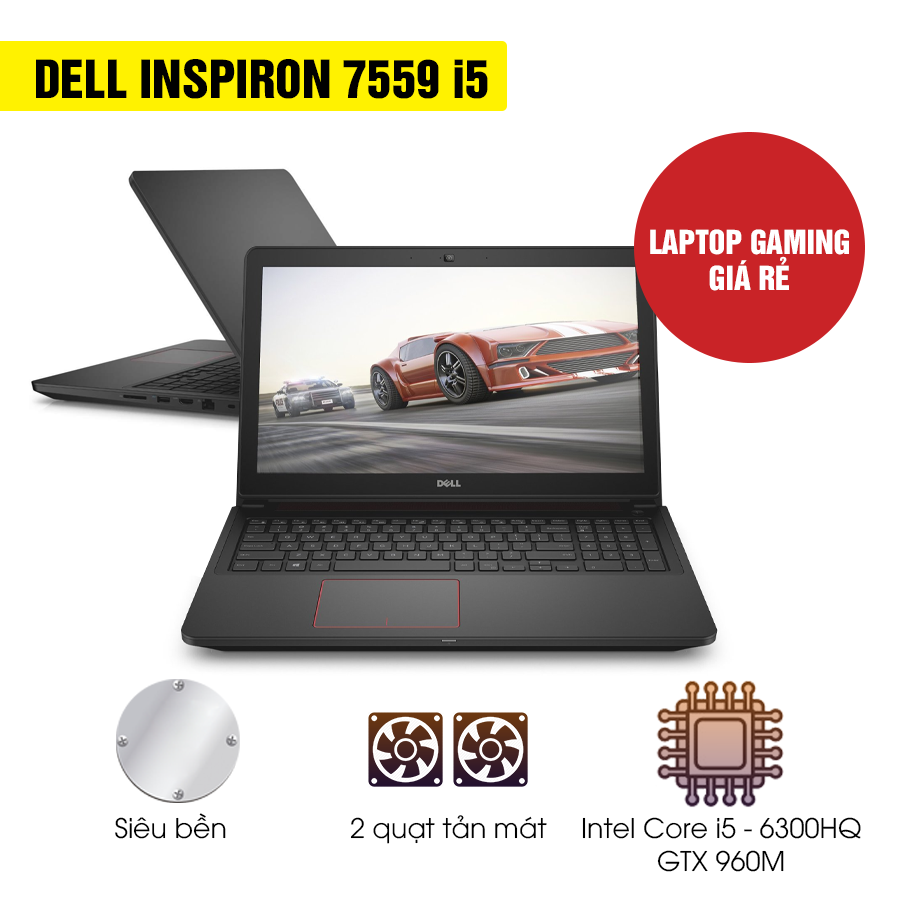 DELL INSPIRON 7559 i5
LAPTOP GAMING
GIÁ RẺ
DELL
Siêu bền
2 quạt tản mát
Intel Core i5 - 6300HQ
GTX 960M